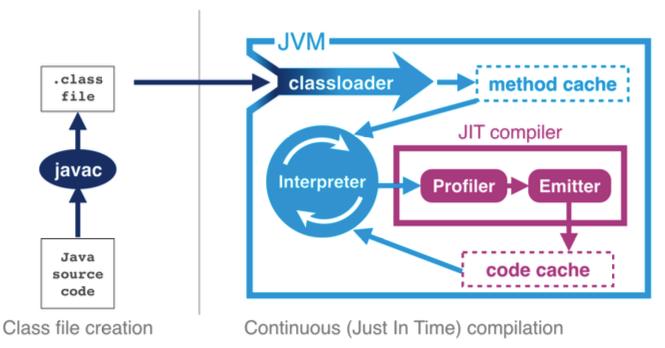 JVM
.class
file
classloader
method cache
JIT compiler
javac
Interpreter
Profiler
Emitter
Java
source
code
code cache
Class file creation
Continuous (Just In Time) compilation